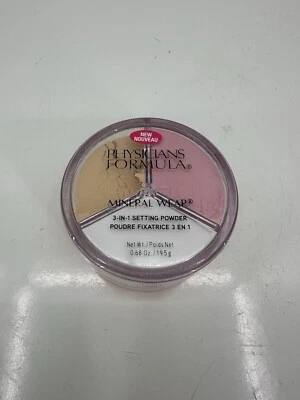 NEW
NOUVEAU
PHYSICIANS
FORMULA®
MINERAL WEAR®
3-IN-1 SETTING POWDER
POUDRE FIXATRICE 3 EN 1
Net Wt. / Poids Net
0.68 Oz. / 19.5 g